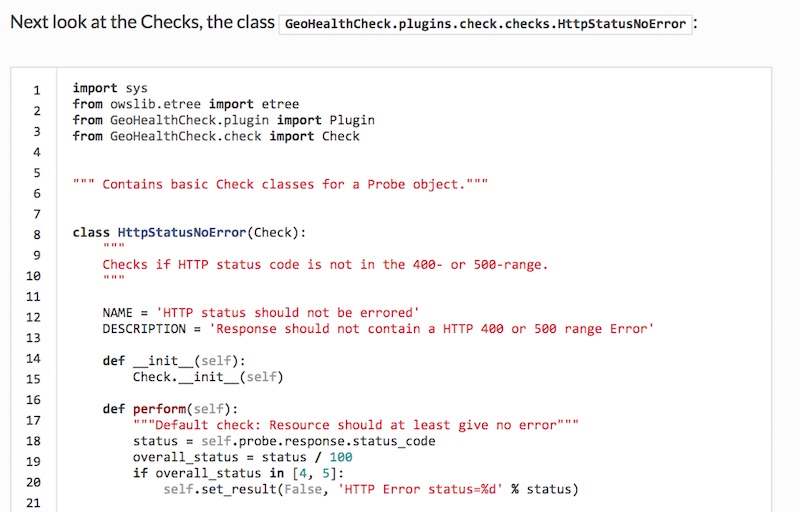 Next look at the Checks, the class GeoHealthCheck.plugins.check.checks.HttpStatusNoError :
1
2
3
4
5
6
7
8
9
10
11
12
13
14
15
16
17
18
19
20
21
import sys
from owslib.etree import etree
from GeoHealthCheck.plugin import Plugin
from GeoHealthCheck.check import Check
""" Contains basic Check classes for a Probe object."""
class HttpStatusNoError(Check):
"""
Checks if HTTP status code is not in the 400- or 500-range.
"""
NAME = 'HTTP status should not be errored'
DESCRIPTION = 'Response should not contain a HTTP 400 or 500 range Error'
def __init__(self):
Check.__init__(self)
def perform(self):
"""Default check: Resource should at least give no error"""
status = self.probe.response.status_code
overall_status = status / 100
if overall_status in [4, 5]:
self.set_result(False, 'HTTP Error status=%d' % status)